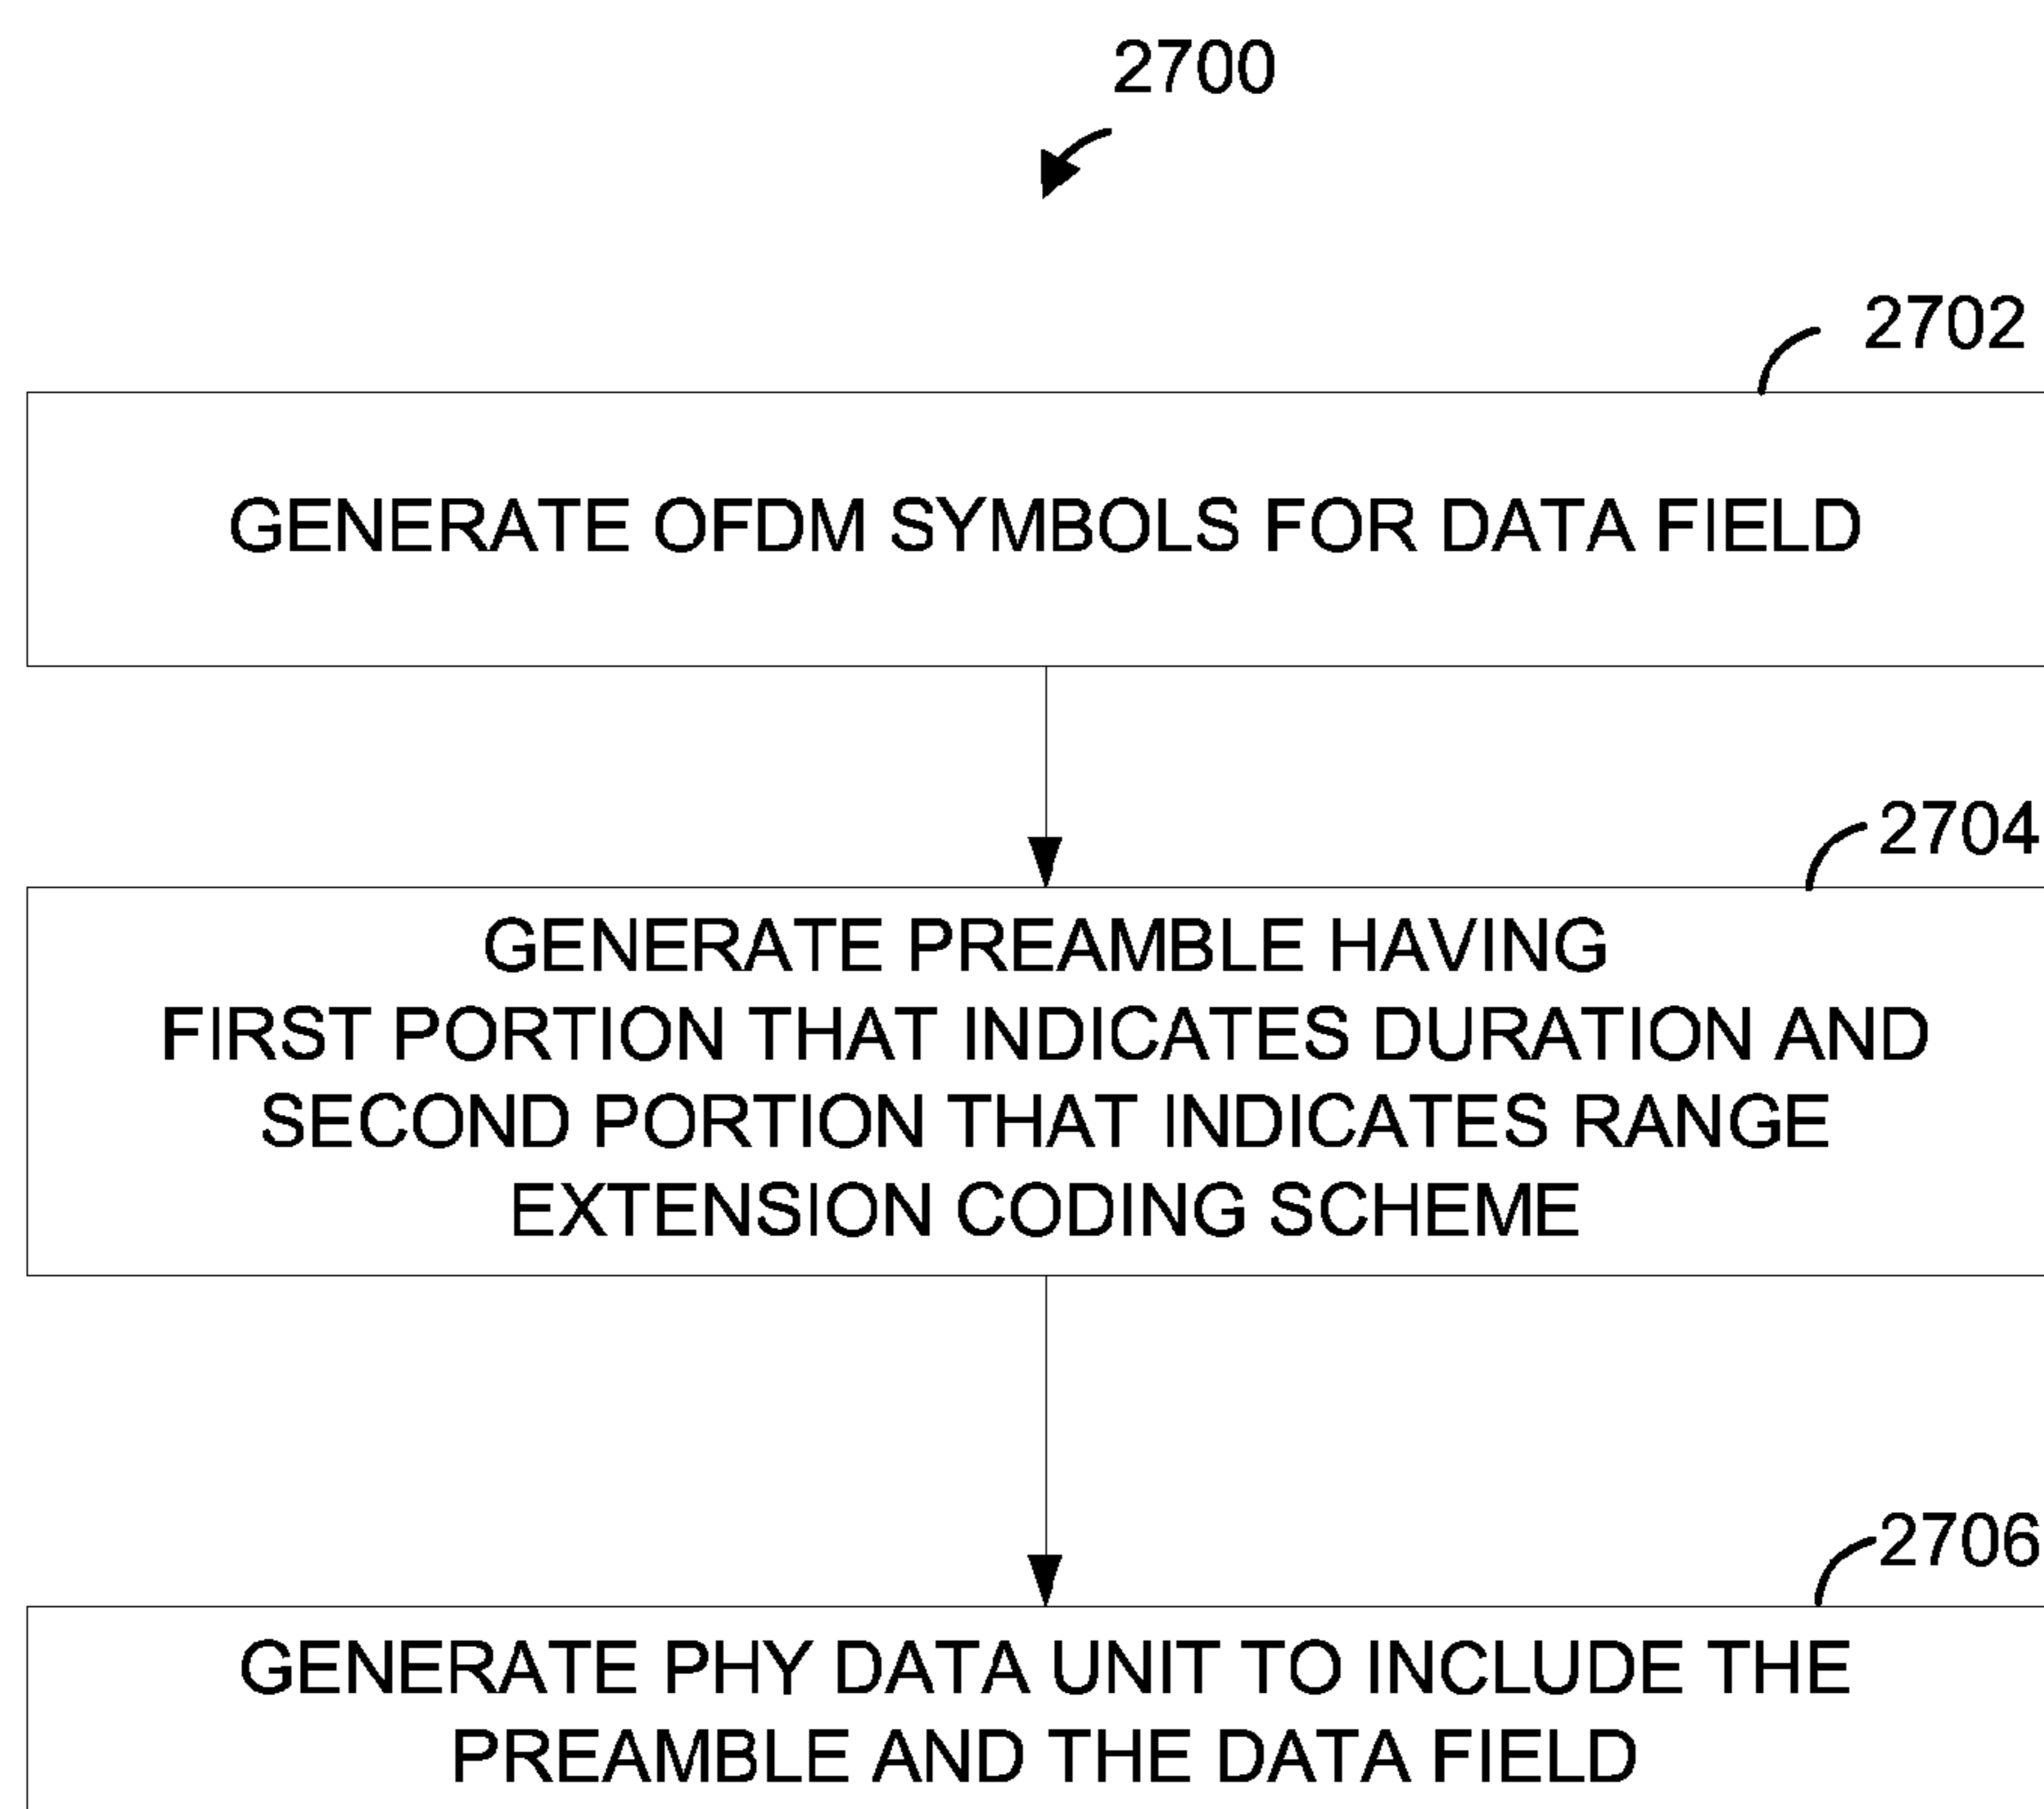 2700
2702
GENERATE OFDM SYMBOLS FOR DATA FIELD
2704
GENERATE PREAMBLE HAVING
FIRST PORTION THAT INDICATES DURATION AND
SECOND PORTION THAT INDICATES RANGE
EXTENSION CODING SCHEME
2706
GENERATE PHY DATA UNIT TO INCLUDE THE
PREAMBLE AND THE DATA FIELD